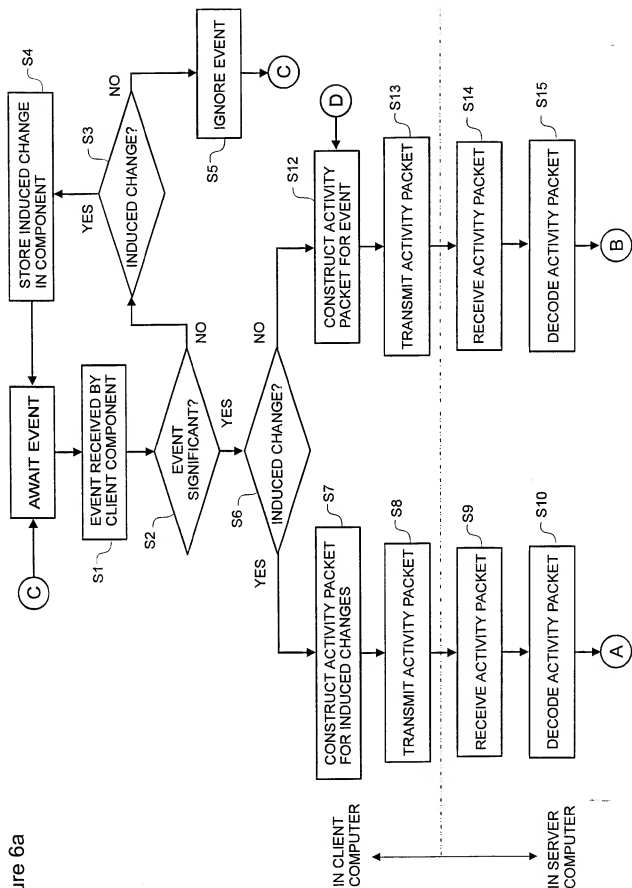 ure 6a
C
AWAIT EVENT
STORE INDUCED CHANGE
IN COMPONENT
S4
EVENT RECEIVED BY
CLIENT COMPONENT
S1
EVENT
SIGNIFICANT?
S2
NO
YES
INDUCED CHANGE?
S3
YES
NO
IGNORE EVENT
S5
C
INDUCED CHANGE?
S6
YES
NO
CONSTRUCT ACTIVITY PACKET
FOR INDUCED CHANGES
S7
TRANSMIT ACTIVITY PACKET
S8
RECEIVE ACTIVITY PACKET
S9
DECODE ACTIVITY PACKET
S10
A
D
CONSTRUCT ACTIVITY
PACKET FOR EVENT
S12
TRANSMIT ACTIVITY PACKET
S13
RECEIVE ACTIVITY PACKET
S14
DECODE ACTIVITY PACKET
S15
B
IN CLIENT
COMPUTER
IN SERVER
COMPUTER